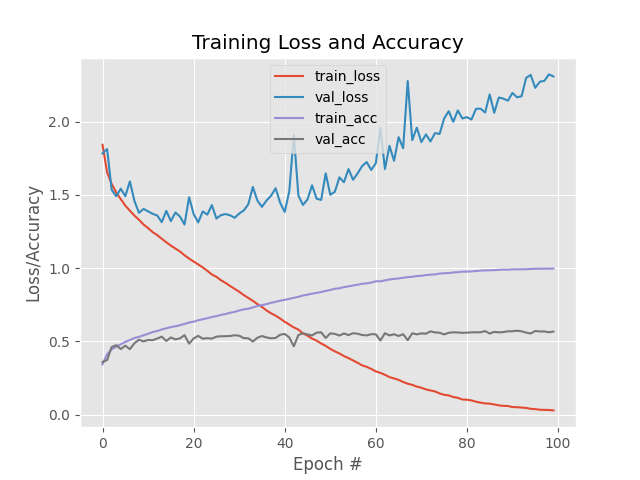 Training Loss and Accuracy
train_loss
val_loss
train_acc
val_acc
Loss/Accuracy
2.0
1.5
1.0
0.5
0.0
0 20 40 60 80 100
Epoch #